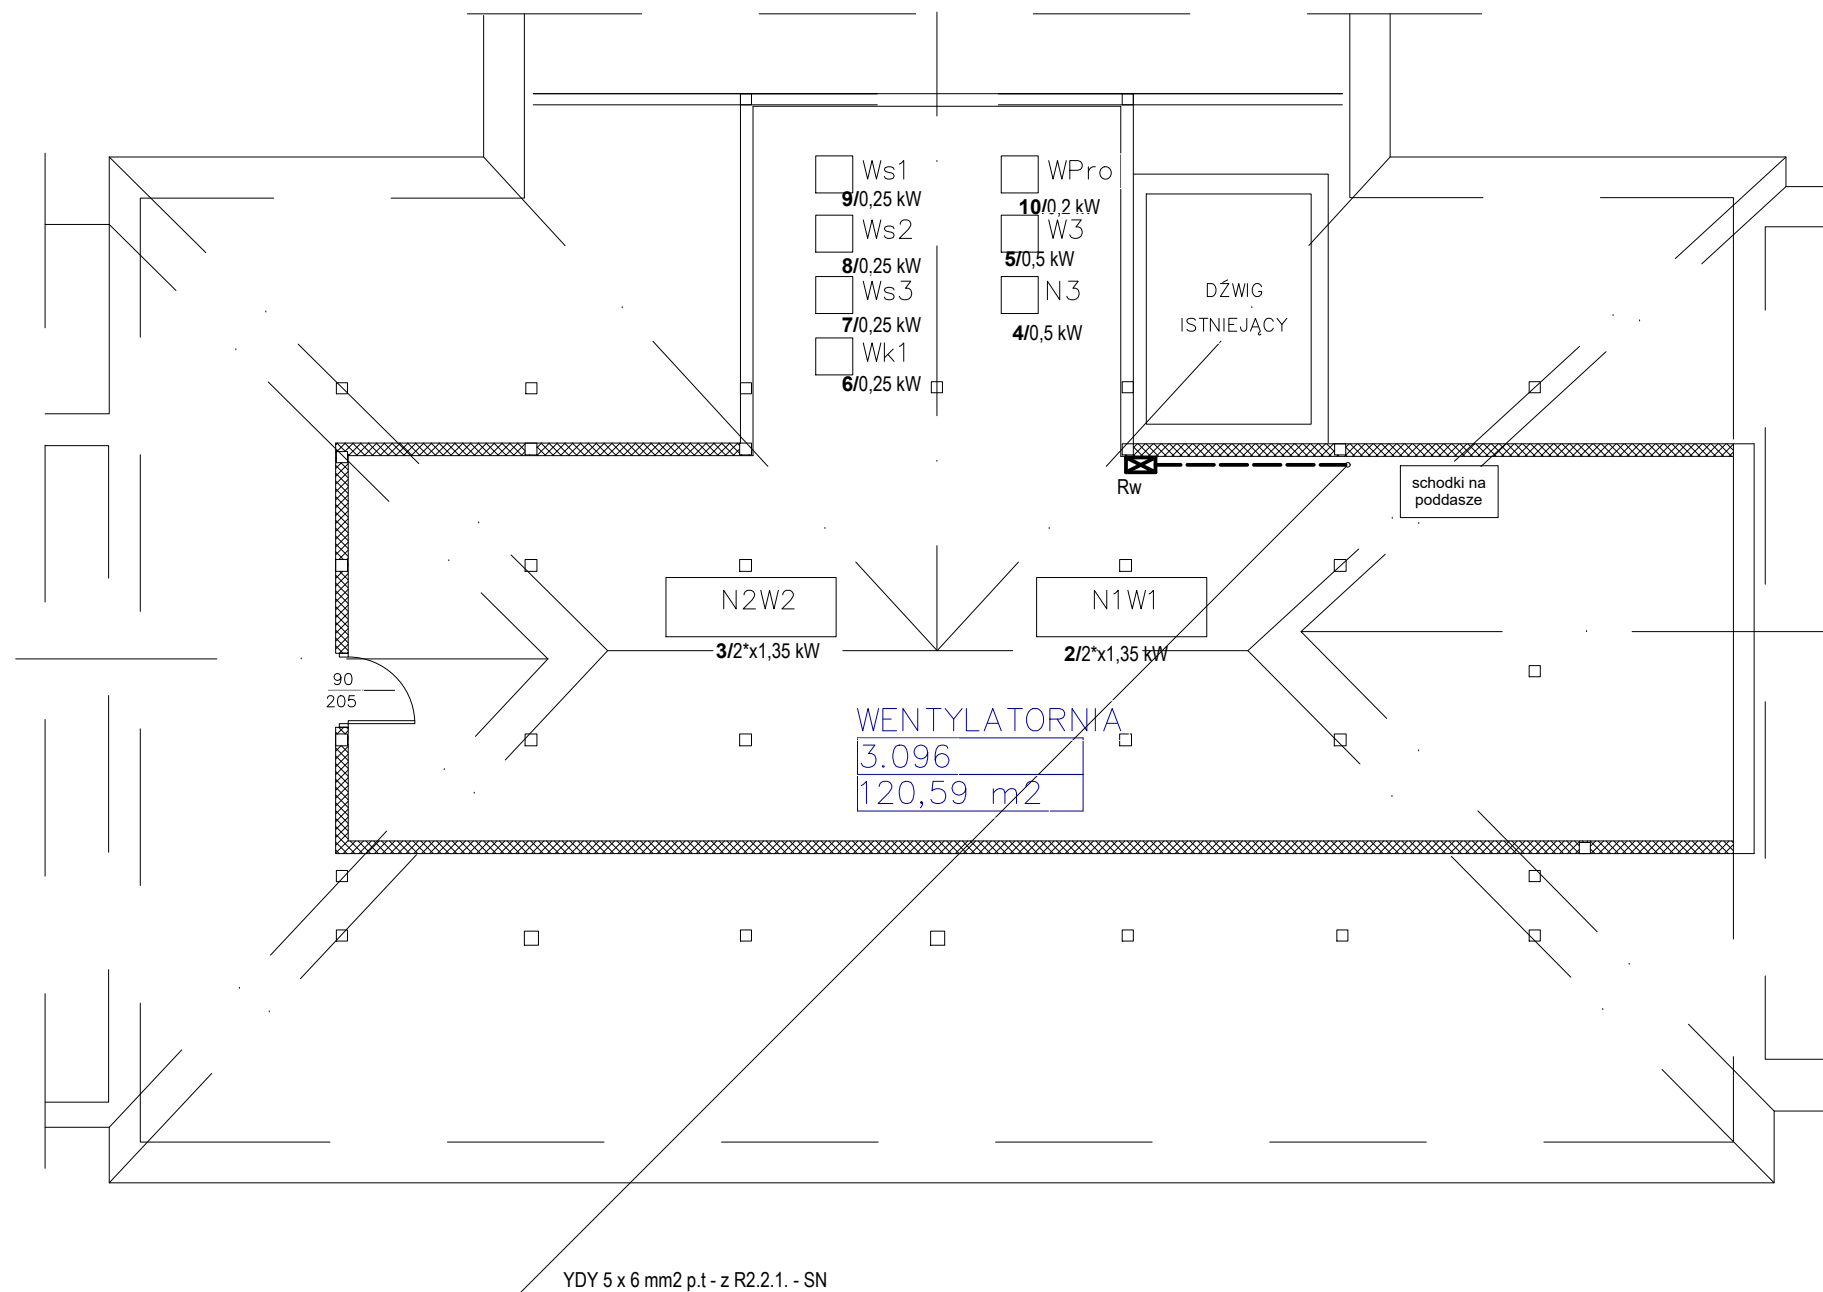 Ws1
9/0,25 kW
Ws2
8/0,25 kW
Ws3
7/0,25 kW
Wk1
6/0,25 kW
WPro
10/0,2 kW
W3
5/0,5 kW
N3
4/0,5 kW
DŹWIG
ISTNIEJĄCY
Rw
schodki na
poddasze
N2W2
3/2*x1,35 kW
N1W1
2/2*x1,35 kW
90
205
WENTYLATORNIA
3.096
120,59 m2
YDY 5 x 6 mm2 p.t - z R2.2.1. - SN